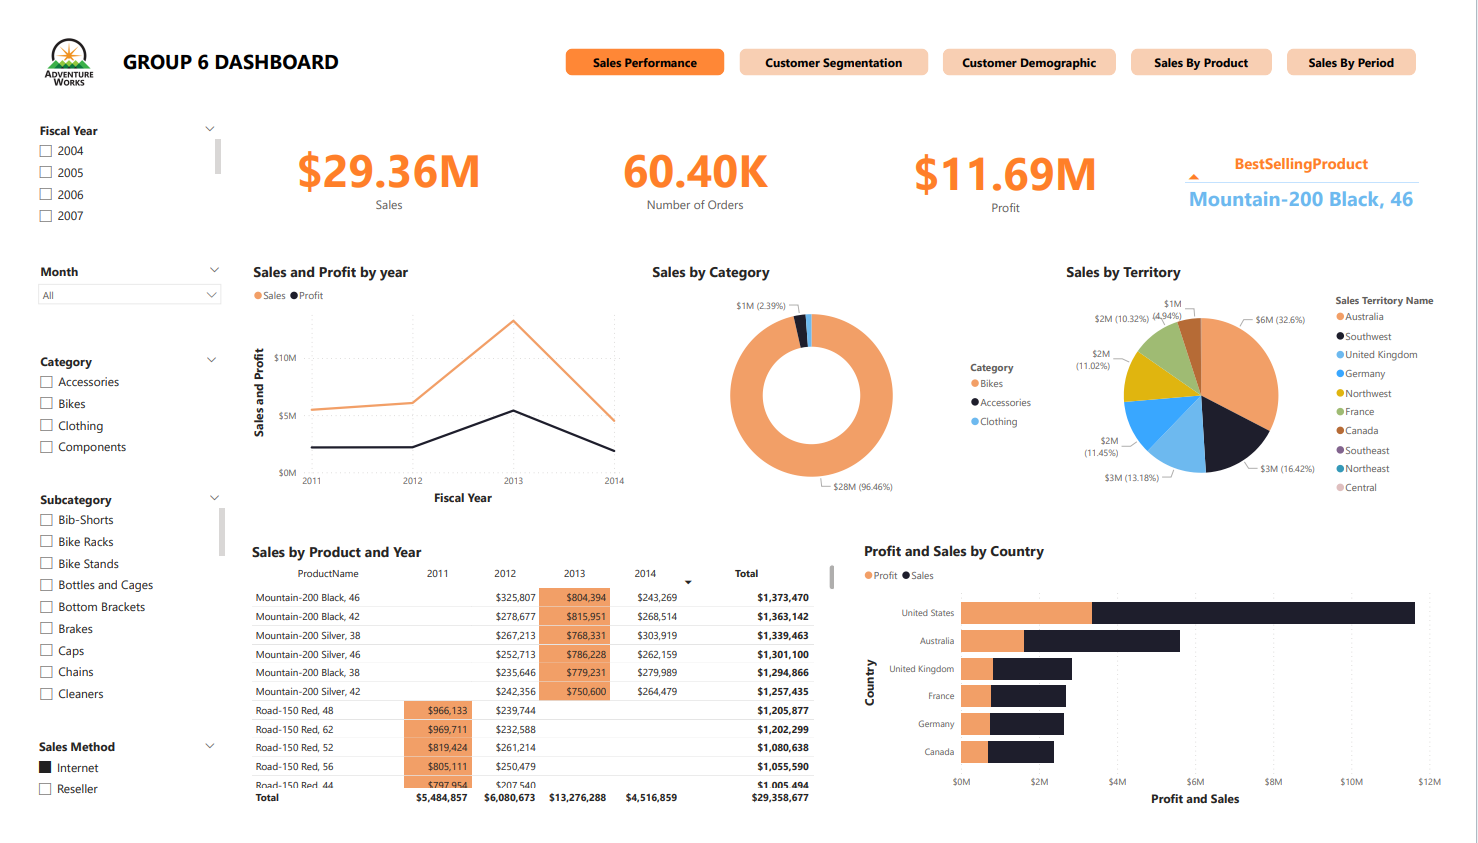 ADVENTURE
WORKS
GROUP 6 DASHBOARD
Sales Performance
Customer Segmentation
Customer Demographic
Sales By Product
Sales By Period
Fiscal Year
2004
2005
2006
2007
$29.36M
Sales
60.40K
Number of Orders
$11.69M
Profit
BestSellingProduct
Mountain-200 Black, 46
Month
All
Category
Accessories
Bikes
Clothing
Components
Subcategory
Bib-Shorts
Bike Racks
Bike Stands
Bottles and Cages
Bottom Brackets
Brakes
Caps
Chains
Cleaners
Sales Method
Internet
Reseller
Sales and Profit by year
Sales Profit
Sales and Profit
$10M
$5M
$0M
2011 2012 2013 2014
Fiscal Year
Sales by Category
$1M (2.39%)
$28M (96.46%)
Category
Bikes
Accessories
Clothing
Sales by Territory
$1M
(4.94%)
$2M (10.32%)
$2M
(11.02%)
$2M
(11.45%)
$3M (13.18%)
$3M (16.42%)
$6M (32.6%)
Sales Territory Name
Australia
Southwest
United Kingdom
Germany
Northwest
France
Canada
Southeast
Northeast
Central
Sales by Product and Year
ProductName 2011 2012 2013 2014 Total
Mountain-200 Black, 46 $325,807 $804,394 $243,269 $1,373,470
Mountain-200 Black, 42 $278,677 $815,951 $268,514 $1,363,142
Mountain-200 Silver, 38 $267,213 $768,331 $303,919 $1,339,463
Mountain-200 Silver, 46 $252,713 $786,228 $262,159 $1,301,100
Mountain-200 Black, 38 $235,646 $779,231 $279,989 $1,294,866
Mountain-200 Silver, 42 $242,356 $750,600 $264,479 $1,257,435
Road-150 Red, 48 $966,133 $239,744 $1,205,877
Road-150 Red, 62 $969,711 $232,588 $1,202,299
Road-150 Red, 52 $819,424 $261,214 $1,080,638
Road-150 Red, 56 $805,111 $250,479 $1,055,590
Road-150 Red, 44 $797,954 $207,540 $1,005,494
Total $5,484,857 $6,080,673 $13,276,288 $4,516,859 $29,358,677
Profit and Sales by Country
Profit Sales
Country
United States
Australia
United Kingdom
France
Germany
Canada
$0M $2M $4M $6M $8M $10M $12M
Profit and Sales